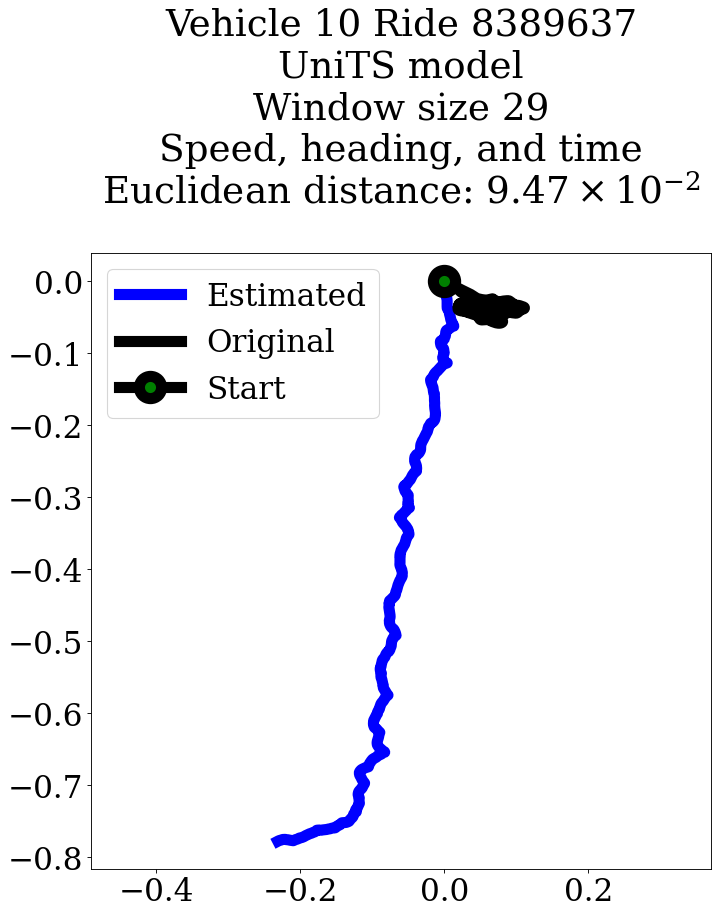 Vehicle 10 Ride 8389637
UniTS model
Window size 29
Speed, heading, and time
Euclidean distance: 9.47 × 10⁻²
Estimated
Original
Start
0.0
−0.1
−0.2
−0.3
−0.4
−0.5
−0.6
−0.7
−0.8
−0.4 −0.2 0.0 0.2